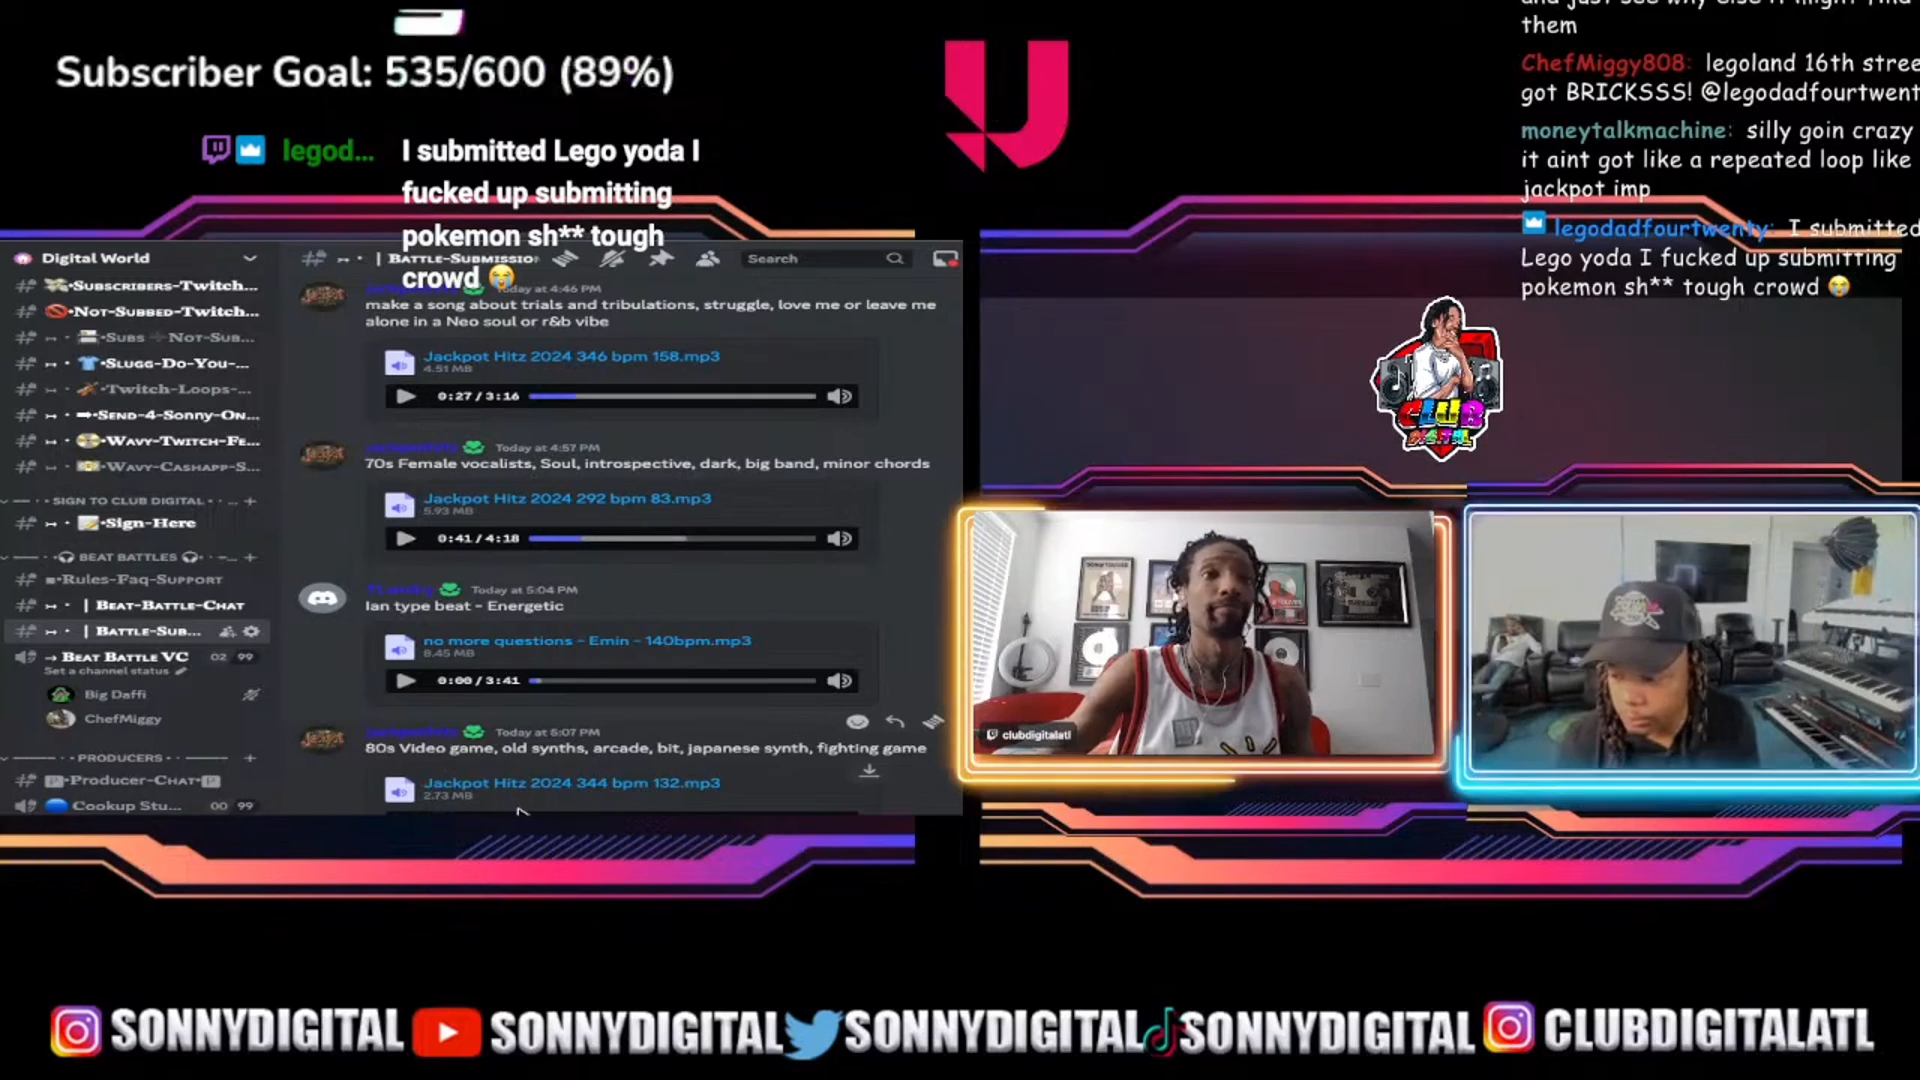 Subscriber Goal: 535/600 (89%)
legod... I submitted Lego yoda I
fucked up submitting
pokemon sh** tough
crowd 😭
them
ChefMiggy808: legoland 16th stree
got BRICKSSS! @legodadfourtwent
moneytalkmachine: silly goin crazy
it aint got like a repeated loop like
jackpot imp
legodadfourtwenty: I submitted
Lego yoda I fucked up submitting
pokemon sh** tough crowd 😭
Digital World
Subscribers-Twitch...
Not-Subbed-Twitch...
Subs Not-Sub...
Slugg-Do-You-...
Twitch-Loops-...
Send-4-Sonny-On...
Wavy-Twitch-Fe...
Wavy-Cashapp-S...
SIGN TO CLUB DIGITAL
Sign-Here
BEAT BATTLES
Rules-Faq-Support
| Beat-Battle-Chat
| Battle-Sub...
Beat Battle VC 02 99
Set a channel status
Big Daffi
ChefMiggy
PRODUCERS
Producer-Chat
Cookup Stu... 00 99
| Battle-Submissio
Search
Today at 4:46 PM
make a song about trials and tribulations, struggle, love me or leave me
alone in a Neo soul or r&b vibe
Jackpot Hitz 2024 346 bpm 158.mp3
4.51 MB
0:27 / 3:16
Today at 4:57 PM
70s Female vocalists, Soul, introspective, dark, big band, minor chords
Jackpot Hitz 2024 292 bpm 83.mp3
5.93 MB
0:41 / 4:18
Today at 5:04 PM
Ian type beat - Energetic
no more questions - Emin - 140bpm.mp3
8.45 MB
0:00 / 3:41
Today at 5:07 PM
80s Video game, old synths, arcade, bit, japanese synth, fighting game
Jackpot Hitz 2024 344 bpm 132.mp3
2.73 MB
CLUB
DIGITAL
clubdigitalatl
SONNYDIGITAL
SONNYDIGITAL
SONNYDIGITAL
SONNYDIGITAL
CLUBDIGITALATL